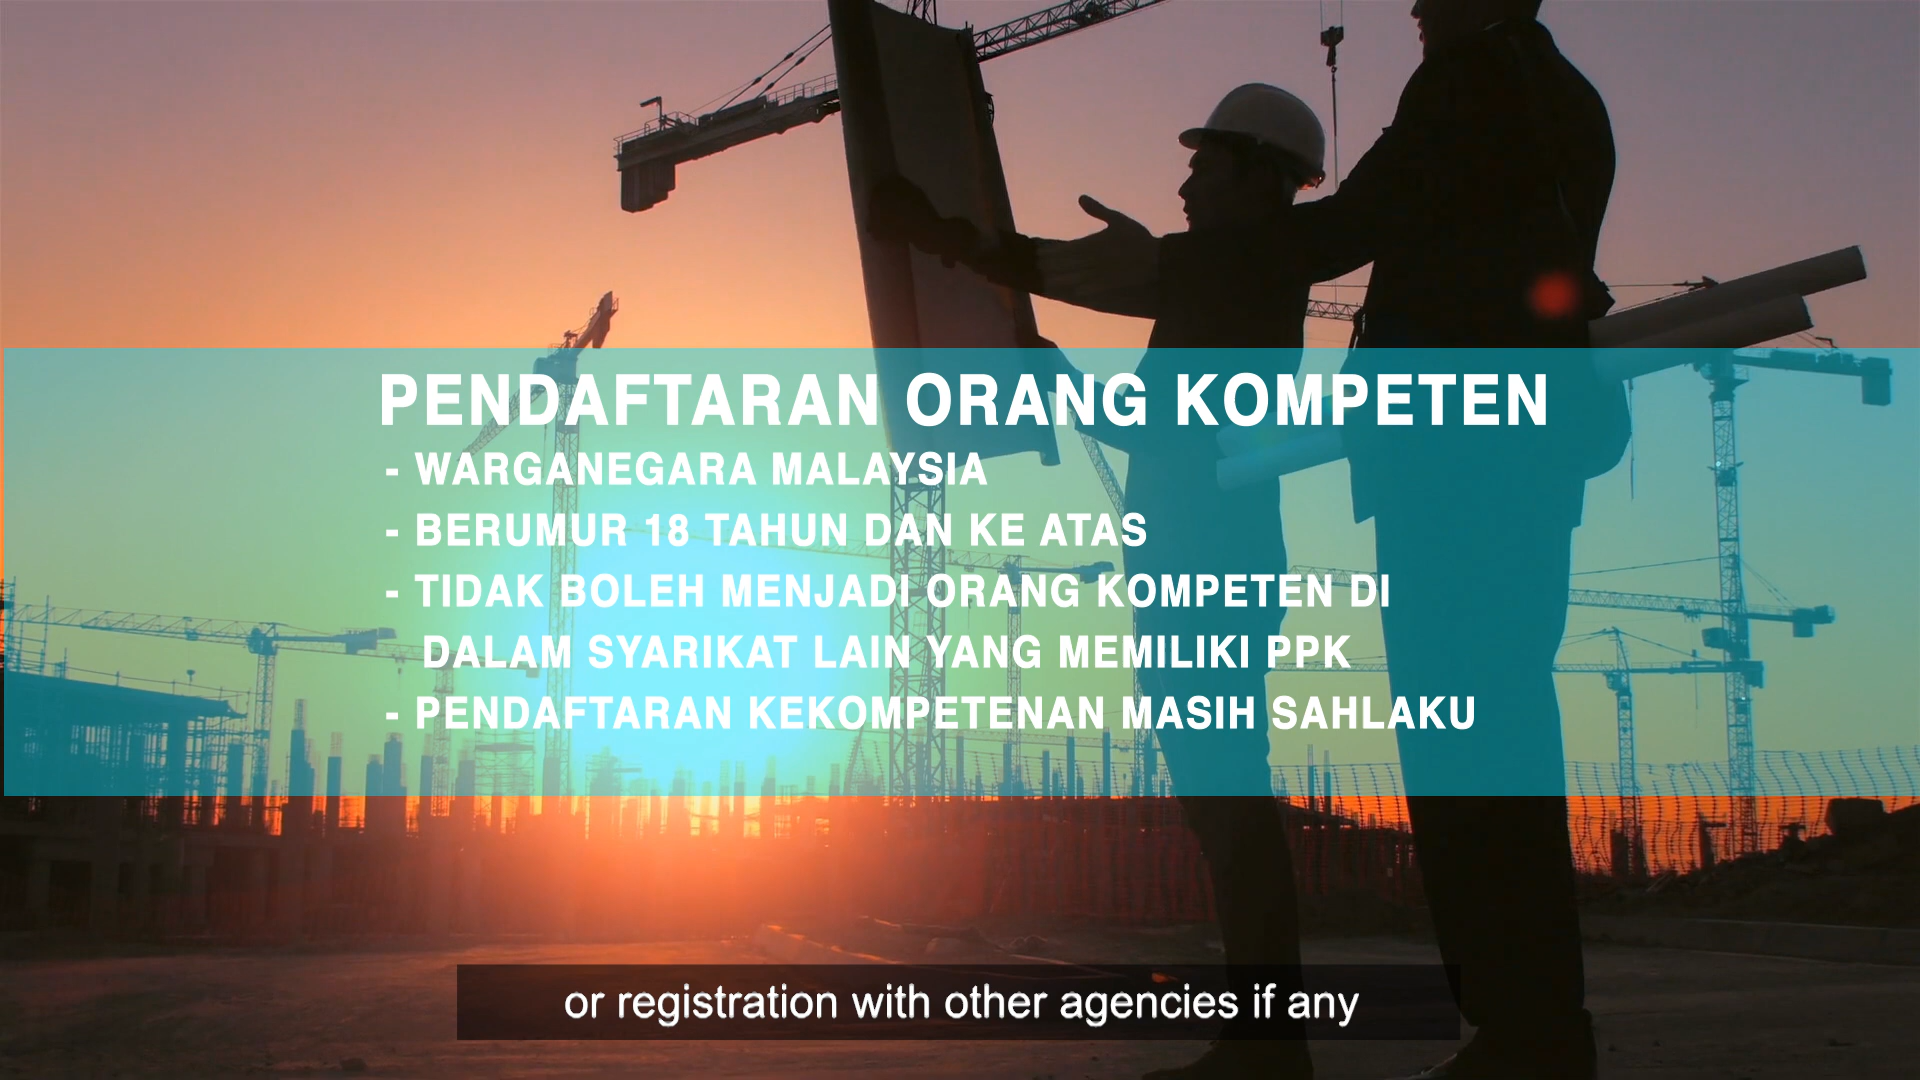 PENDAFTARAN ORANG KOMPETEN
- WARGANEGARA MALAYSIA
- BERUMUR 18 TAHUN DAN KE ATAS
- TIDAK BOLEH MENJADI ORANG KOMPETEN DI
DALAM SYARIKAT LAIN YANG MEMILIKI PPK
- PENDAFTARAN KEKOMPETENAN MASIH SAHLAKU
or registration with other agencies if any